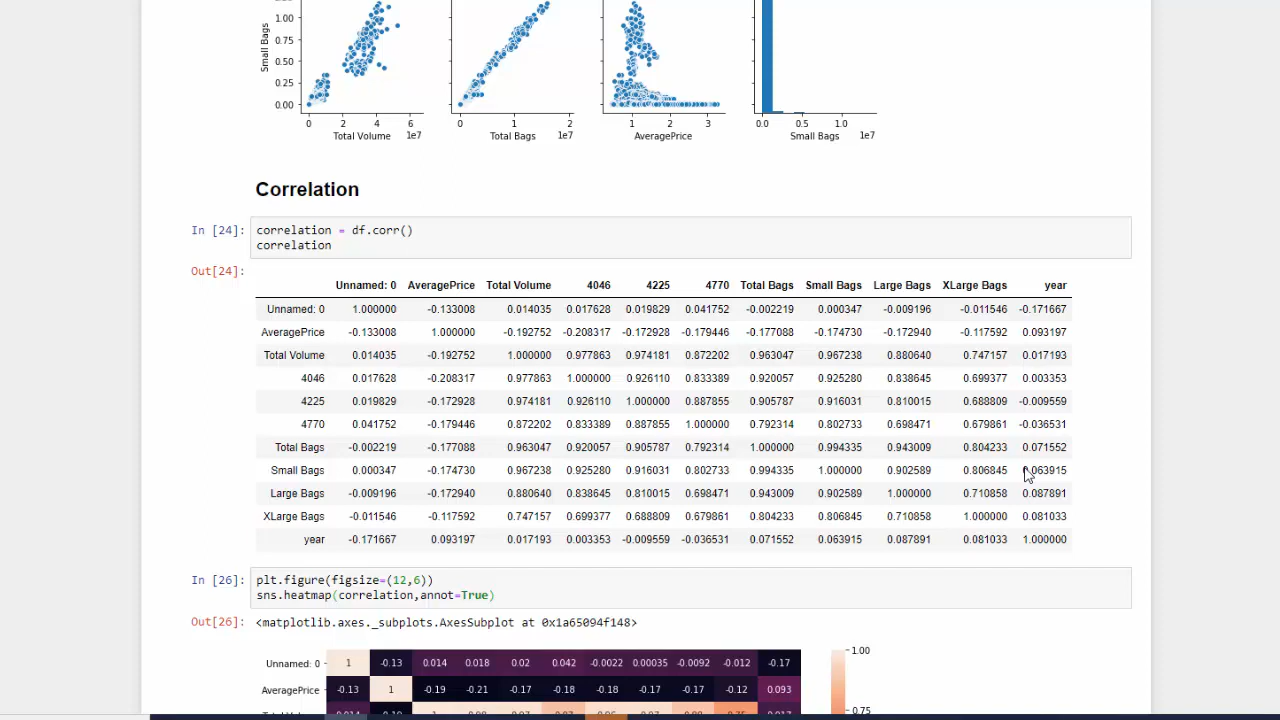 1.00
0.75
0.50
0.25
0.00
Small Bags
0 2 4 6
0 1 2
1 2 3
0.0 0.5 1.0
Total Volume 1e7
Total Bags 1e7
AveragePrice
Small Bags 1e7
Correlation
In [24]: correlation = df.corr()
correlation
Out[24]:
Unnamed: 0 AveragePrice Total Volume 4046 4225 4770 Total Bags Small Bags Large Bags XLarge Bags year
Unnamed: 0 1.000000 -0.133008 0.014035 0.017628 0.019829 0.041752 -0.002219 0.000347 -0.009196 -0.011546 -0.171667
AveragePrice -0.133008 1.000000 -0.192752 -0.208317 -0.172928 -0.179446 -0.177088 -0.174730 -0.172940 -0.117592 0.093197
Total Volume 0.014035 -0.192752 1.000000 0.977863 0.974181 0.872202 0.963047 0.967238 0.880640 0.747157 0.017193
4046 0.017628 -0.208317 0.977863 1.000000 0.926110 0.833389 0.920057 0.925280 0.838645 0.699377 0.003353
4225 0.019829 -0.172928 0.974181 0.926110 1.000000 0.887855 0.905787 0.916031 0.810015 0.688809 -0.009559
4770 0.041752 -0.179446 0.872202 0.833389 0.887855 1.000000 0.792314 0.802733 0.698471 0.679861 -0.036531
Total Bags -0.002219 -0.177088 0.963047 0.920057 0.905787 0.792314 1.000000 0.994335 0.943009 0.804233 0.071552
Small Bags 0.000347 -0.174730 0.967238 0.925280 0.916031 0.802733 0.994335 1.000000 0.902589 0.806845 0.063915
Large Bags -0.009196 -0.172940 0.880640 0.838645 0.810015 0.698471 0.943009 0.902589 1.000000 0.710858 0.087891
XLarge Bags -0.011546 -0.117592 0.747157 0.699377 0.688809 0.679861 0.804233 0.806845 0.710858 1.000000 0.081033
year -0.171667 0.093197 0.017193 0.003353 -0.009559 -0.036531 0.071552 0.063915 0.087891 0.081033 1.000000
In [26]: plt.figure(figsize=(12,6))
sns.heatmap(correlation,annot=True)
Out[26]: <matplotlib.axes._subplots.AxesSubplot at 0x1a65094f148>
Unnamed: 0 1 -0.13 0.014 0.018 0.02 0.042 -0.0022 0.00035 -0.0092 -0.012 -0.17 1.00
AveragePrice -0.13 1 -0.19 -0.21 -0.17 -0.18 -0.18 -0.17 -0.17 -0.12 0.093
0.75